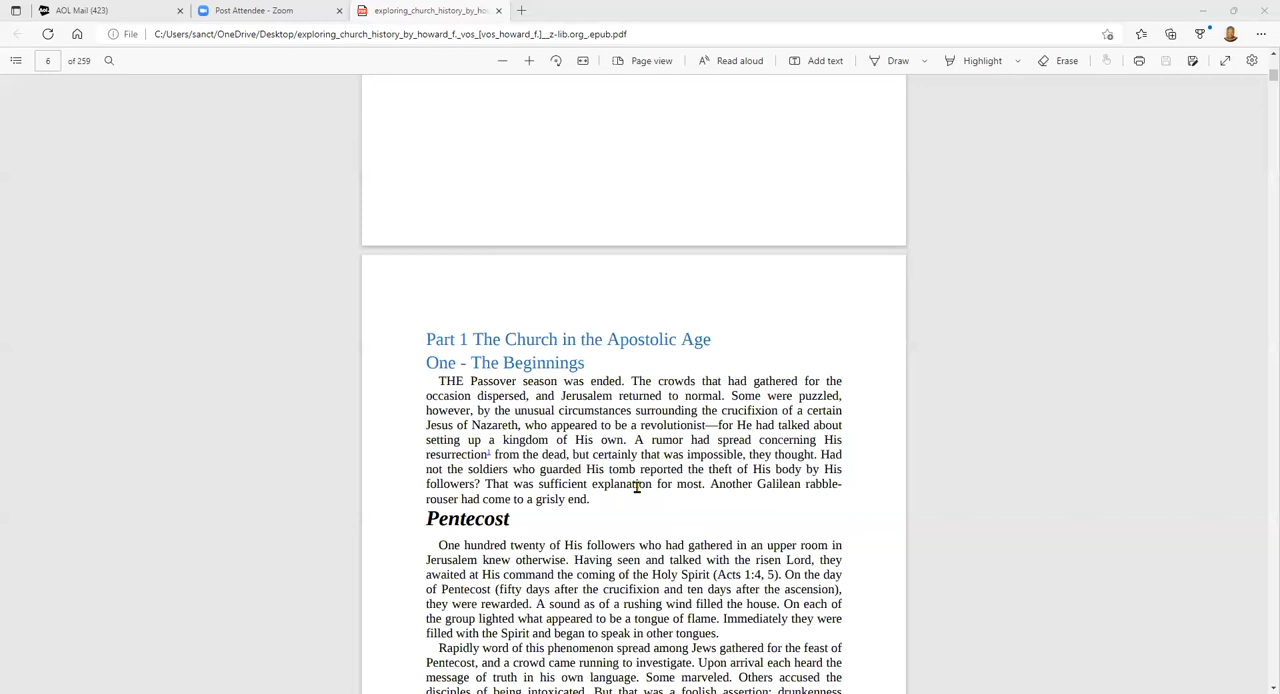 AOL Mail (423)
Post Attendee - Zoom
exploring_church_history_by_ho
File
C:/Users/sanct/OneDrive/Desktop/exploring_church_history_by_howard_f._vos_[vos_howard_f.]__z-lib.org_.epub.pdf
6 of 259
Page view
Read aloud
Add text
Draw
Highlight
Erase
Part 1 The Church in the Apostolic Age
One - The Beginnings
THE Passover season was ended. The crowds that had gathered for the
occasion dispersed, and Jerusalem returned to normal. Some were puzzled,
however, by the unusual circumstances surrounding the crucifixion of a certain
Jesus of Nazareth, who appeared to be a revolutionist—for He had talked about
setting up a kingdom of His own. A rumor had spread concerning His
resurrection1 from the dead, but certainly that was impossible, they thought. Had
not the soldiers who guarded His tomb reported the theft of His body by His
followers? That was sufficient explanation for most. Another Galilean rabble-
rouser had come to a grisly end.
Pentecost
One hundred twenty of His followers who had gathered in an upper room in
Jerusalem knew otherwise. Having seen and talked with the risen Lord, they
awaited at His command the coming of the Holy Spirit (Acts 1:4, 5). On the day
of Pentecost (fifty days after the crucifixion and ten days after the ascension),
they were rewarded. A sound as of a rushing wind filled the house. On each of
the group lighted what appeared to be a tongue of flame. Immediately they were
filled with the Spirit and began to speak in other tongues.
Rapidly word of this phenomenon spread among Jews gathered for the feast of
Pentecost, and a crowd came running to investigate. Upon arrival each heard the
message of truth in his own language. Some marveled. Others accused the
disciples of being intoxicated. But that was a foolish assertion; drunkenness